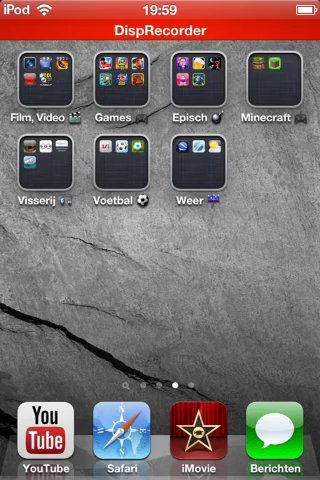 iPod 19:59
DispRecorder
Film, Video 🎬 Games 🎮 Episch 💣 Minecraft 🎮
Visserij 🎣 Voetbal ⚽ Weer 🌃
You
Tube
YouTube Safari iMovie Berichten